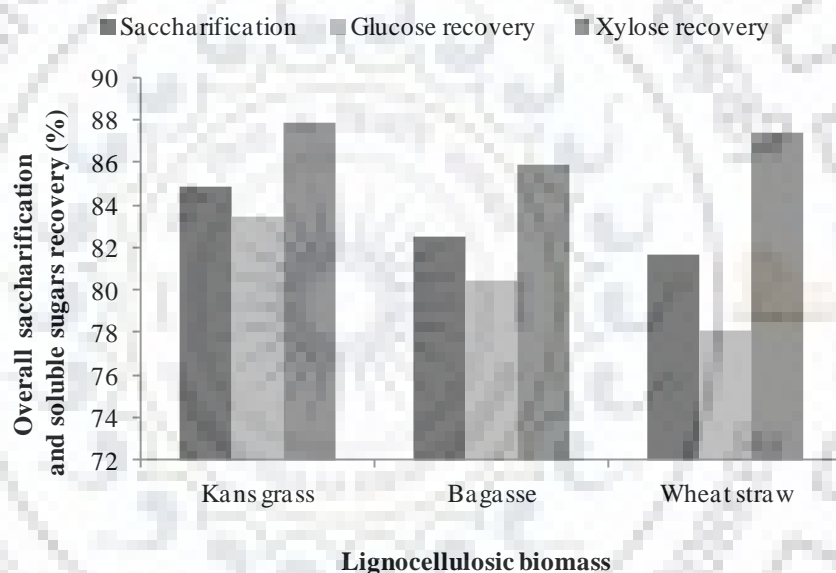 Saccharification Glucose recovery Xylose recovery
90
88
86
84
82
80
78
76
74
72
Overall saccharification
and soluble sugars recovery (%)
Kans grass Bagasse Wheat straw
Lignocellulosic biomass